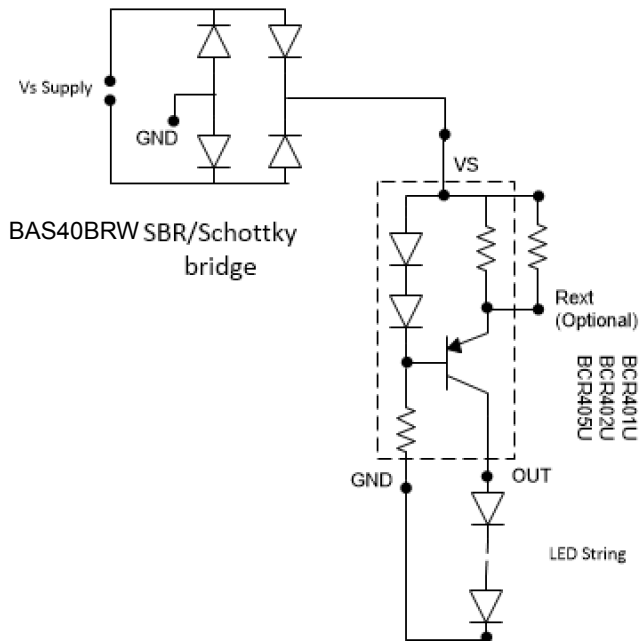 Vs Supply
GND
VS
BAS40BRW SBR/Schottky
bridge
Rext
(Optional)
BCR401U
BCR402U
BCR405U
GND
OUT
LED String